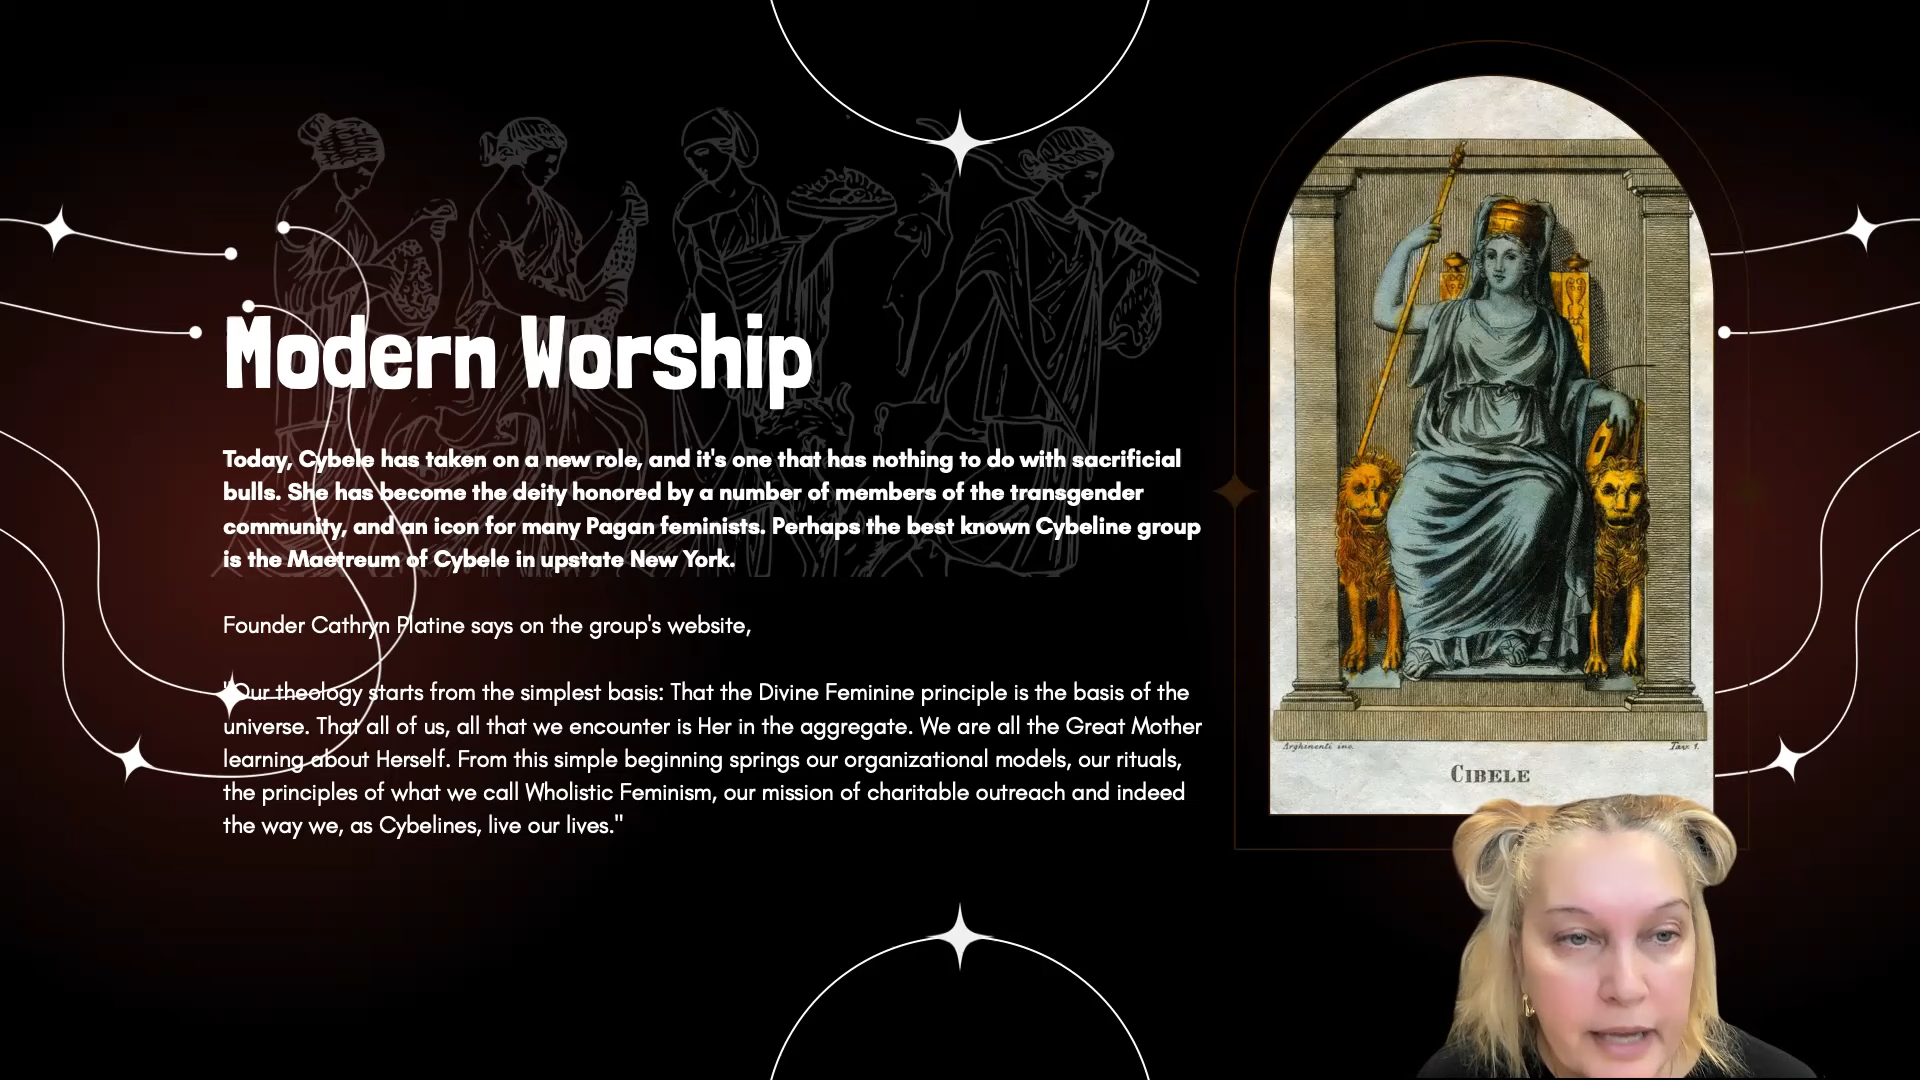 Modern Worship
Today, Cybele has taken on a new role, and it's one that has nothing to do with sacrificial
bulls. She has become the deity honored by a number of members of the transgender
community, and an icon for many Pagan feminists. Perhaps the best known Cybeline group
is the Maetreum of Cybele in upstate New York.
Founder Cathryn Platine says on the group's website,
"Our theology starts from the simplest basis: That the Divine Feminine principle is the basis of the
universe. That all of us, all that we encounter is Her in the aggregate. We are all the Great Mother
learning about Herself. From this simple beginning springs our organizational models, our rituals,
the principles of what we call Wholistic Feminism, our mission of charitable outreach and indeed
the way we, as Cybelines, live our lives."
Arghinenti inc.
Tav. 1.
CIBELE